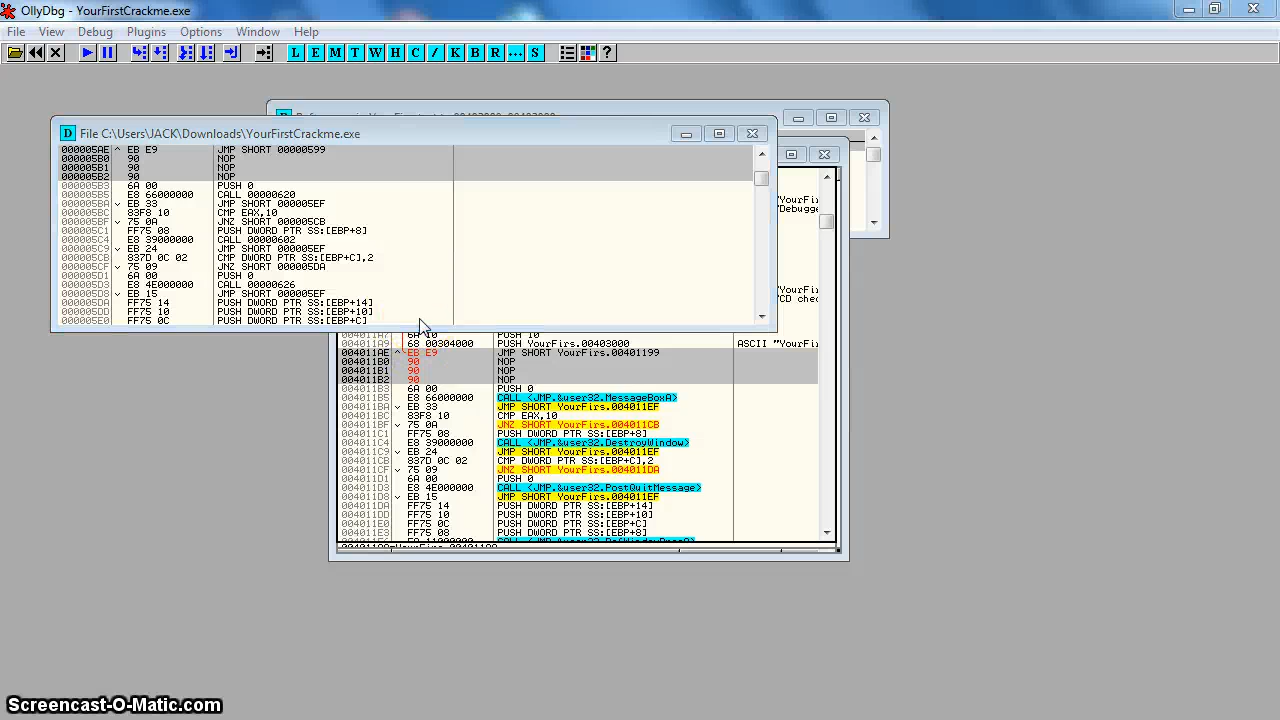 OllyDbg - YourFirstCrackme.exe
File View Debug Plugins Options Window Help
L E M T W H C / K B R ... S ?
D File C:\Users\JACK\Downloads\YourFirstCrackme.exe
000005AE ^ EB E9 JMP SHORT 00000599
000005B0 90 NOP
000005B1 90 NOP
000005B2 90 NOP
000005B3 6A 00 PUSH 0
000005B5 E8 66000000 CALL 00000620
000005BA EB 33 JMP SHORT 000005EF
000005BC 83F8 10 CMP EAX,10
000005BF 75 0A JNZ SHORT 000005CB
000005C1 FF75 08 PUSH DWORD PTR SS:[EBP+8]
000005C4 E8 39000000 CALL 00000602
000005C9 EB 24 JMP SHORT 000005EF
000005CB 837D 0C 02 CMP DWORD PTR SS:[EBP+C],2
000005CF 75 09 JNZ SHORT 000005DA
000005D1 6A 00 PUSH 0
000005D3 E8 4E000000 CALL 00000626
000005D8 EB 15 JMP SHORT 000005EF
000005DA FF75 14 PUSH DWORD PTR SS:[EBP+14]
000005DD FF75 10 PUSH DWORD PTR SS:[EBP+10]
000005E0 FF75 0C PUSH DWORD PTR SS:[EBP+C]
"YourFir
"Debugge
"YourFir
"CD chec
004011A7 6A 10 PUSH 10
004011A9 68 00304000 PUSH YourFirs.00403000 ASCII "YourFi
004011AE ^ EB E9 JMP SHORT YourFirs.00401199
004011B0 90 NOP
004011B1 90 NOP
004011B2 90 NOP
004011B3 6A 00 PUSH 0
004011B5 E8 66000000 CALL <JMP.&user32.MessageBoxA>
004011BA EB 33 JMP SHORT YourFirs.004011EF
004011BC 83F8 10 CMP EAX,10
004011BF 75 0A JNZ SHORT YourFirs.004011CB
004011C1 FF75 08 PUSH DWORD PTR SS:[EBP+8]
004011C4 E8 39000000 CALL <JMP.&user32.DestroyWindow>
004011C9 EB 24 JMP SHORT YourFirs.004011EF
004011CB 837D 0C 02 CMP DWORD PTR SS:[EBP+C],2
004011CF 75 09 JNZ SHORT YourFirs.004011DA
004011D1 6A 00 PUSH 0
004011D3 E8 4E000000 CALL <JMP.&user32.PostQuitMessage>
004011D8 EB 15 JMP SHORT YourFirs.004011EF
004011DA FF75 14 PUSH DWORD PTR SS:[EBP+14]
004011DD FF75 10 PUSH DWORD PTR SS:[EBP+10]
004011E0 FF75 0C PUSH DWORD PTR SS:[EBP+C]
004011E3 FF75 08 PUSH DWORD PTR SS:[EBP+8]
Screencast-O-Matic.com